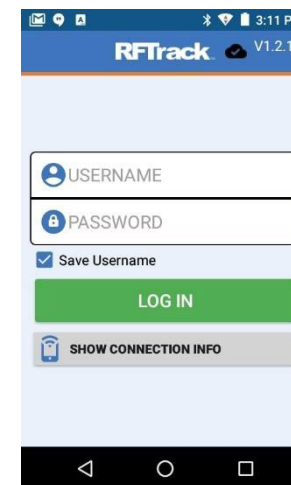 3:11 P
RFTrack V1.2.1
USERNAME
PASSWORD
Save Username
LOG IN
SHOW CONNECTION INFO